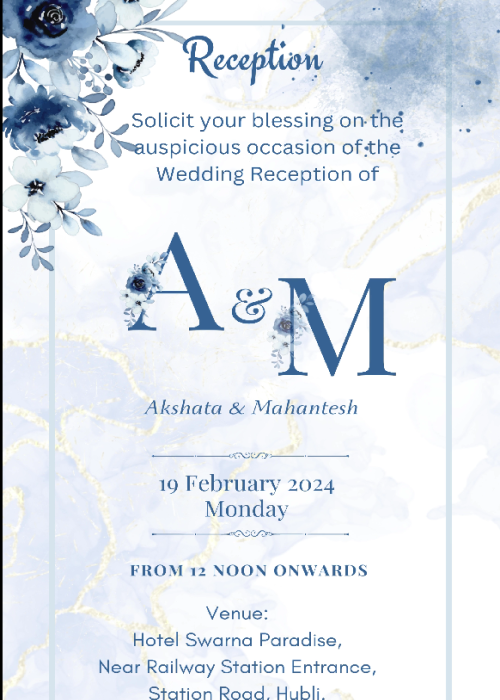 Reception
Solicit your blessing on the
auspicious occasion of the
Wedding Reception of
A & M
Akshata & Mahantesh
19 February 2024
Monday
FROM 12 NOON ONWARDS
Venue:
Hotel Swarna Paradise,
Near Railway Station Entrance,
Station Road, Hubli.